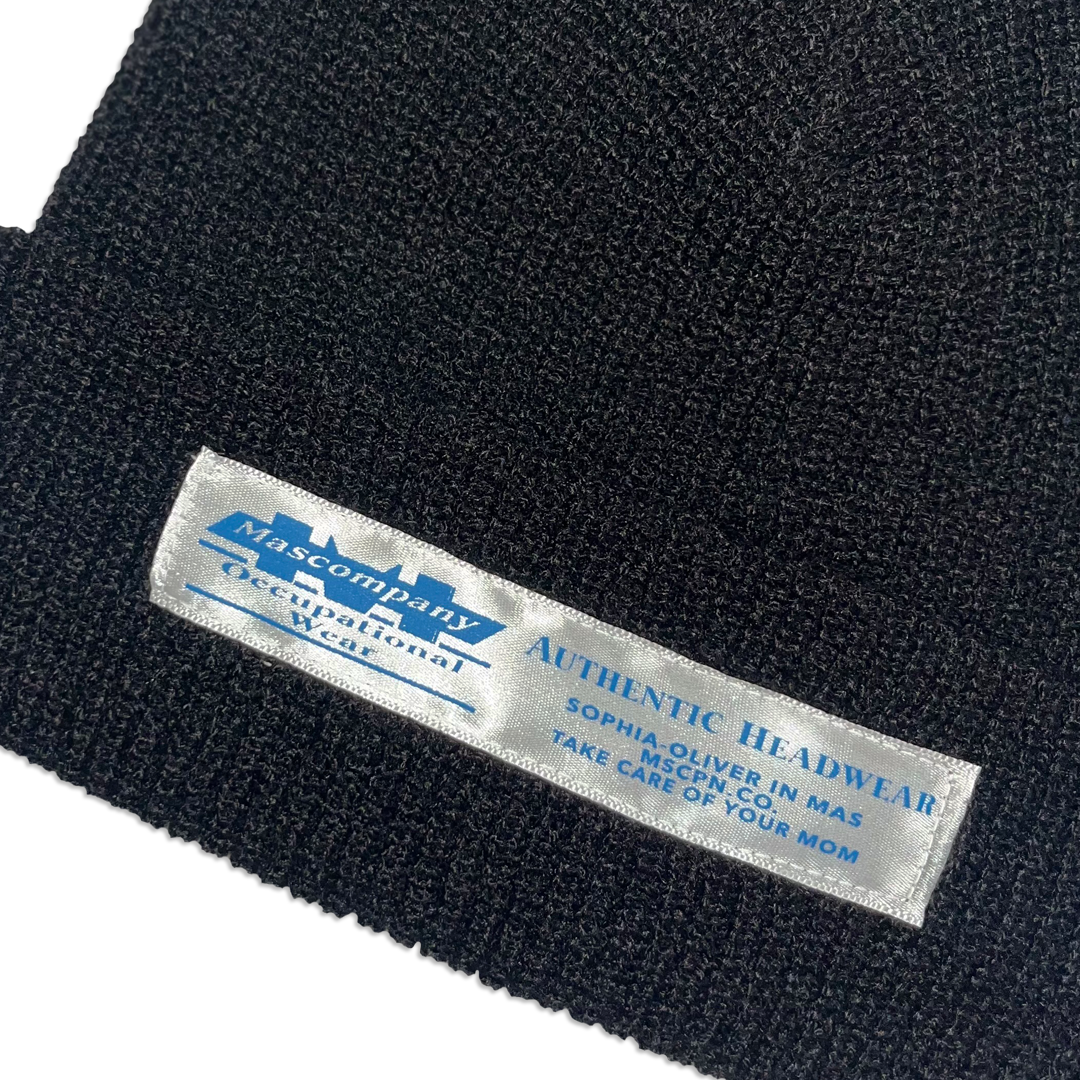 Mascompany
Occupational
Wear
AUTHENTIC HEADWEAR
SOPHIA-OLIVER IN MAS
MSCPN.CO.
TAKE CARE OF YOUR MOM